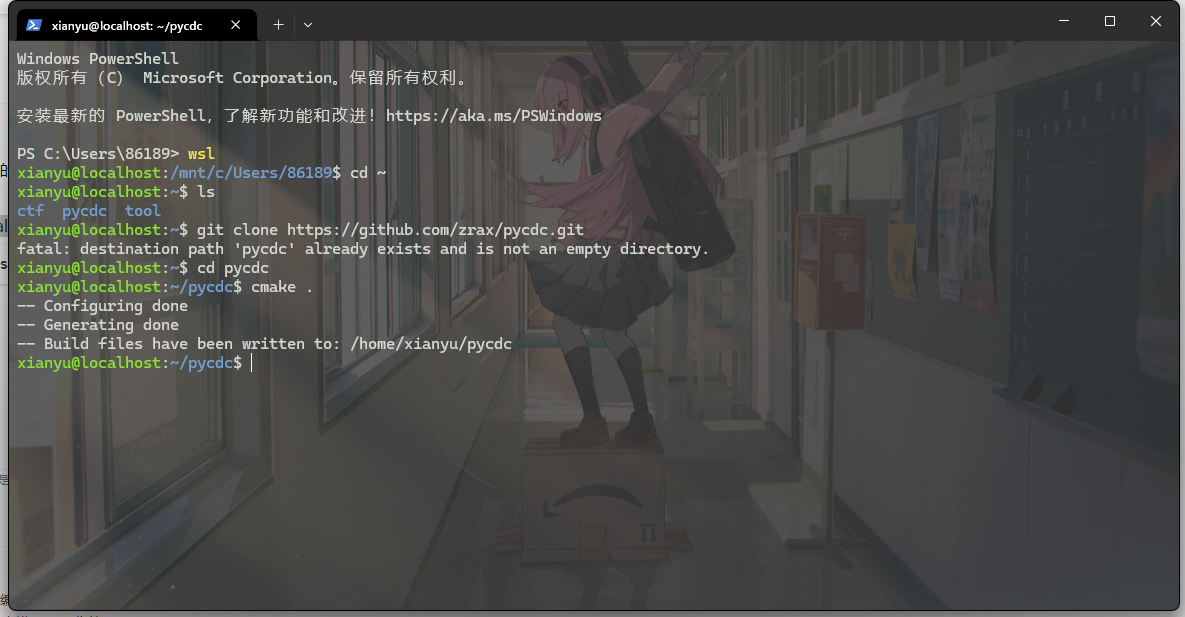 xianyu@localhost: ~/pycdc
Windows PowerShell
版权所有 (C) Microsoft Corporation。保留所有权利。
安装最新的 PowerShell，了解新功能和改进！https://aka.ms/PSWindows
PS C:\Users\86189> wsl
xianyu@localhost:/mnt/c/Users/86189$ cd ~
xianyu@localhost:~$ ls
ctf pycdc tool
xianyu@localhost:~$ git clone https://github.com/zrax/pycdc.git
fatal: destination path 'pycdc' already exists and is not an empty directory.
xianyu@localhost:~$ cd pycdc
xianyu@localhost:~/pycdc$ cmake .
-- Configuring done
-- Generating done
-- Build files have been written to: /home/xianyu/pycdc
xianyu@localhost:~/pycdc$